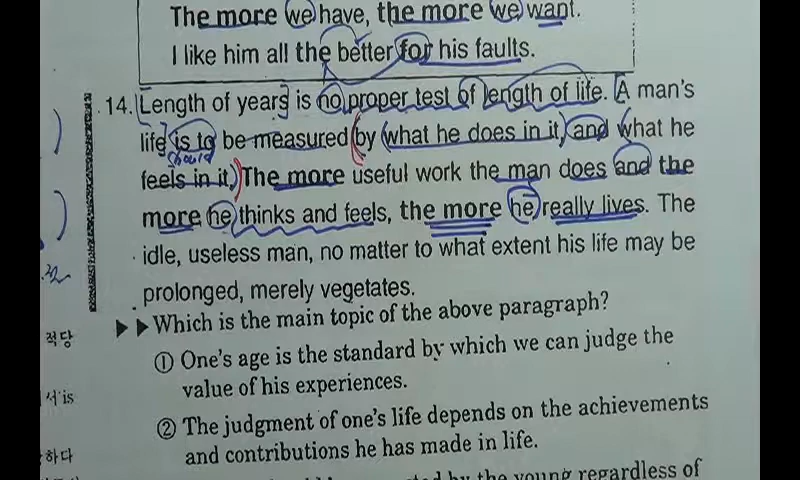 The more we have, the more we want.
I like him all the better for his faults.
14. Length of years is no proper test of length of life. A man's
life is to be measured by what he does in it, and what he
should
feels in it. The more useful work the man does and the
more he thinks and feels, the more he really lives. The
idle, useless man, no matter to what extent his life may be
prolonged, merely vegetates.
▶▶ Which is the main topic of the above paragraph?
① One's age is the standard by which we can judge the
value of his experiences.
적당
서 is
② The judgment of one's life depends on the achievements
and contributions he has made in life.
하다
by the young regardless of